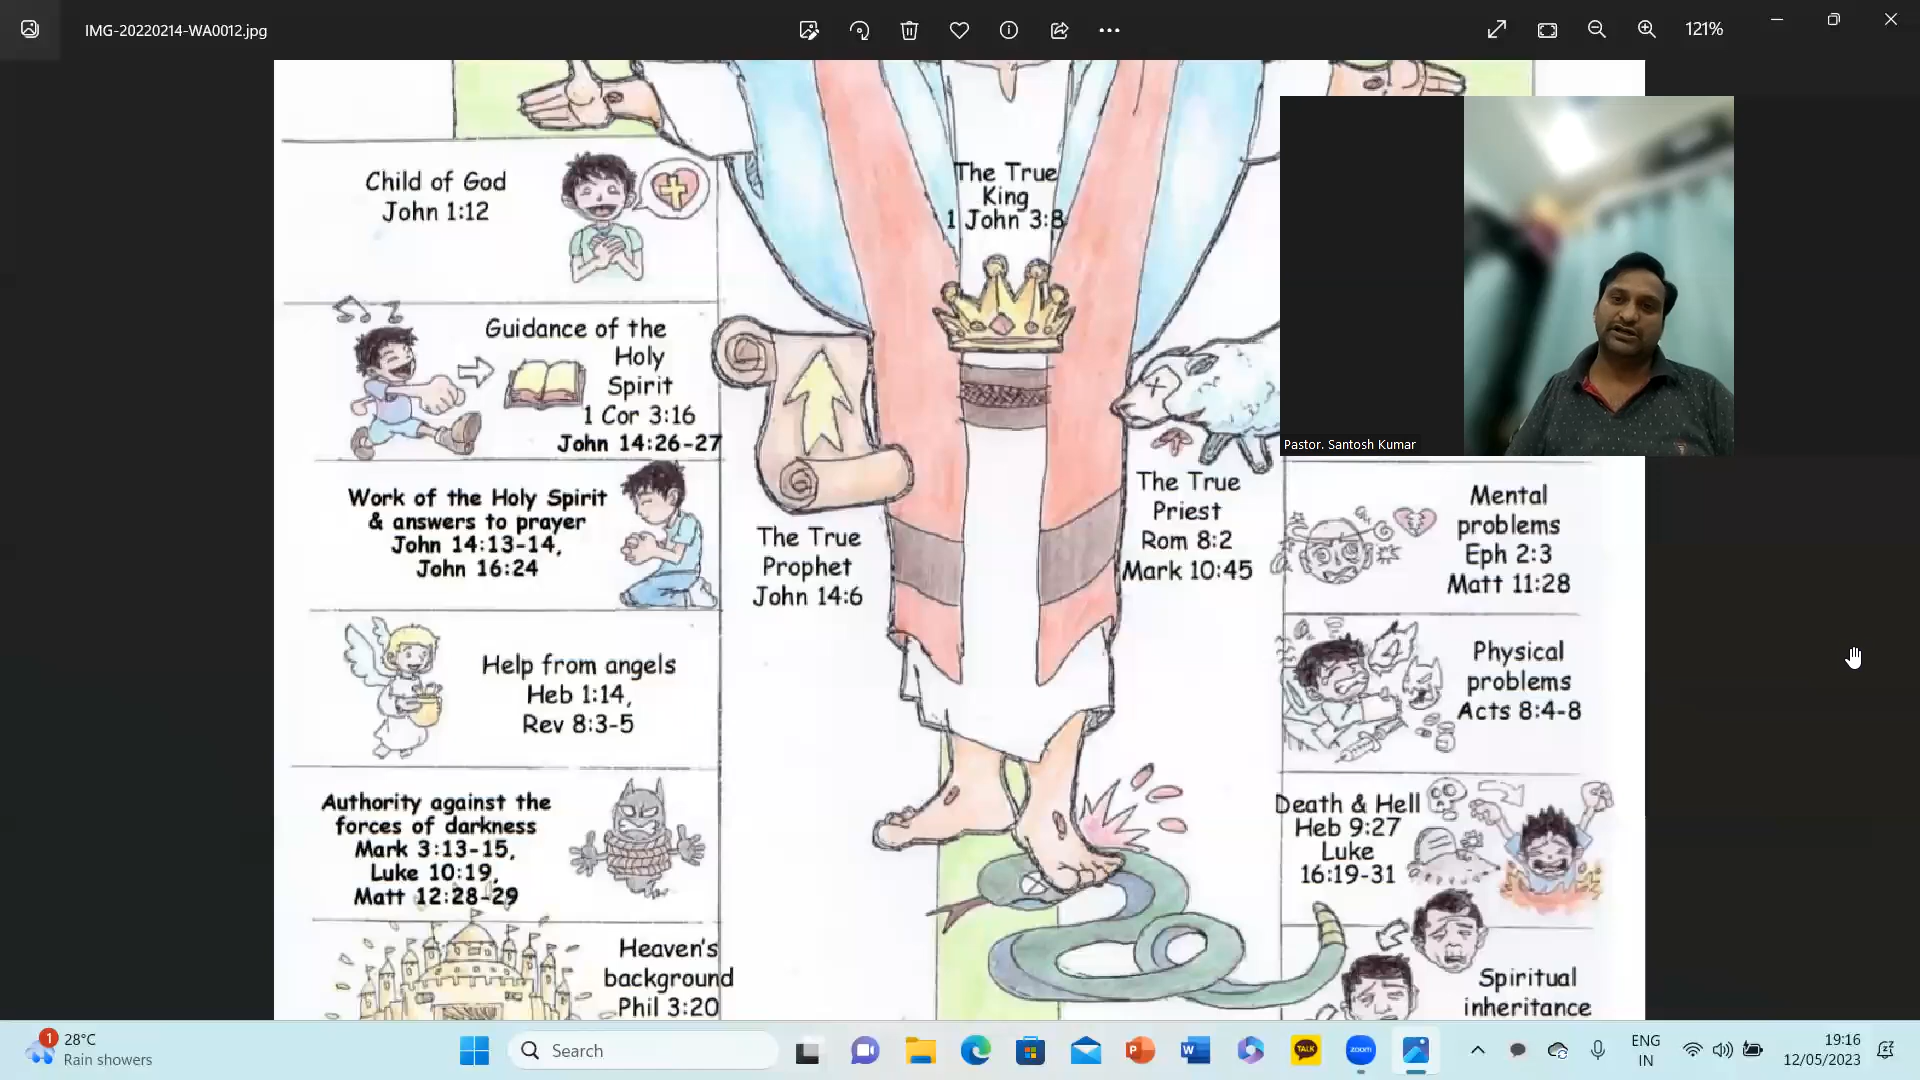 IMG-20220214-WA0012.jpg
121%
Child of God
John 1:12
Guidance of the
Holy
Spirit
1 Cor 3:16
John 14:26-27
Work of the Holy Spirit
& answers to prayer
John 14:13-14,
John 16:24
Help from angels
Heb 1:14,
Rev 8:3-5
Authority against the
forces of darkness
Mark 3:13-15,
Luke 10:19,
Matt 12:28-29
Heaven's
background
Phil 3:20
The True
King
1 John 3:8
The True
Prophet
John 14:6
The True
Priest
Rom 8:2
Mark 10:45
Pastor. Santosh Kumar
Mental
problems
Eph 2:3
Matt 11:28
Physical
problems
Acts 8:4-8
Death & Hell
Heb 9:27
Luke
16:19-31
Spiritual
inheritance
1
28°C
Rain showers
Search
P
W
TALK
zoom
ENG
IN
19:16
12/05/2023